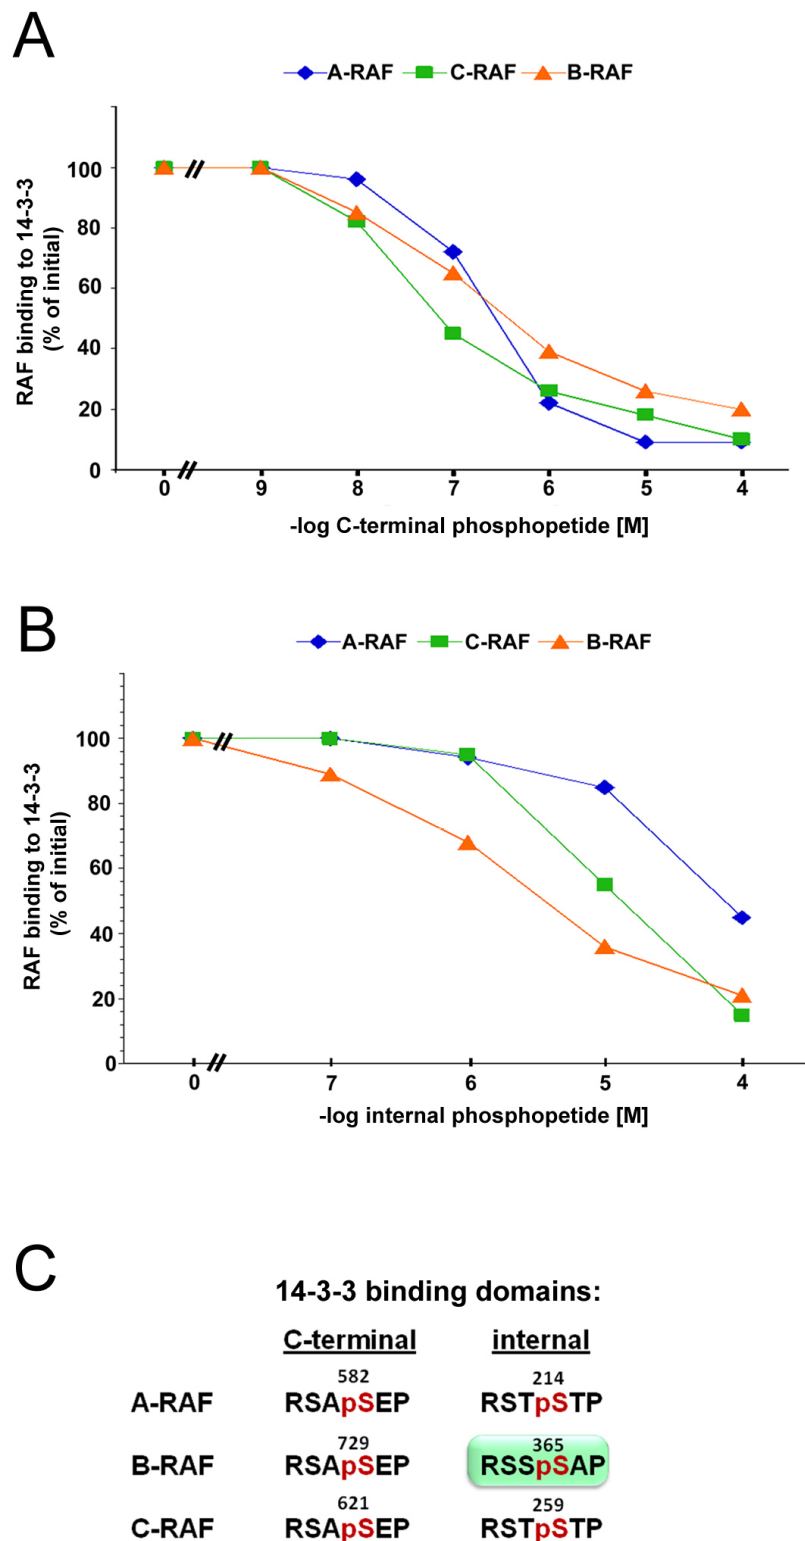 A
A-RAF C-RAF B-RAF
RAF binding to 14-3-3
(% of initial)
100
80
60
40
20
0
0 9 8 7 6 5 4
-log C-terminal phosphopetide [M]
B
A-RAF C-RAF B-RAF
RAF binding to 14-3-3
(% of initial)
100
80
60
40
20
0
0 7 6 5 4
-log internal phosphopetide [M]
C
14-3-3 binding domains:
C-terminal internal
582 214
A-RAF RSApSEP RSTpSTP
729 365
B-RAF RSApSEP RSSpSAP
621 259
C-RAF RSApSEP RSTpSTP